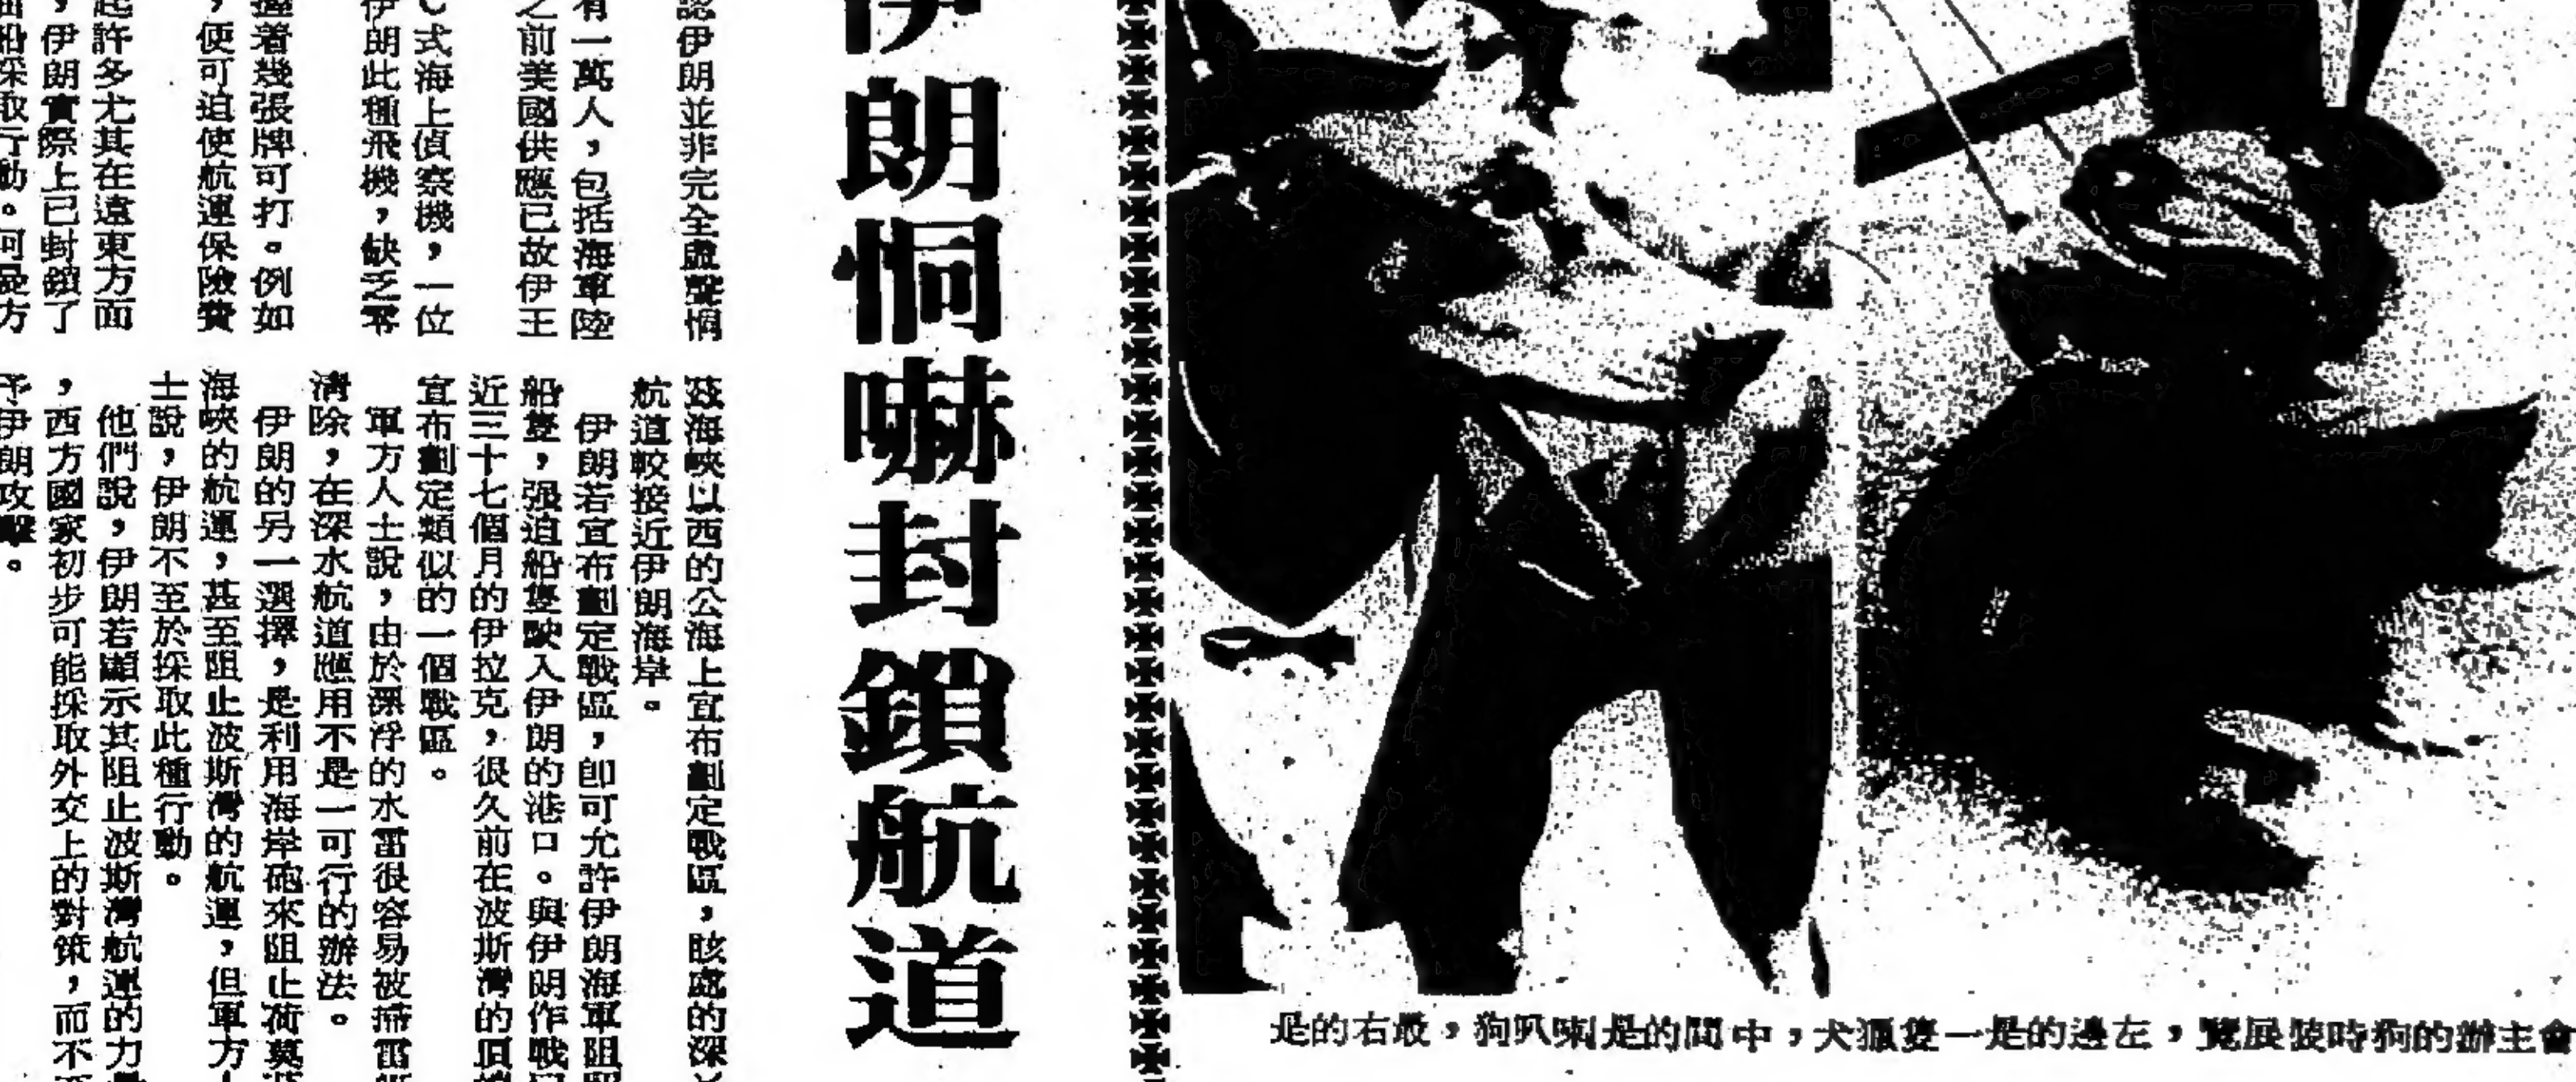 會主辦的狗時裝展覽，左邊的是一隻獵犬，中間的是喇叭狗，最右的是
伊朗恫嚇封鎖航道
認伊朗並非完全虛聲恫
有一萬人，包括海軍陸
之前美國供應已故伊王
C式海上偵察機，一位
伊朗此種飛機，缺乏零
握着幾張牌可打。例如
，便可迫使航運保險費
起許多尤其在遠東方面
，伊朗實際上已封鎖了
油船採取行動。
茲海峽以西的公海上宣布劃定戰區，該處的深
航道較接近伊朗海岸。
伊朗若宣布劃定戰區，即可允許伊朗海軍阻
船隻，强迫船隻駛入伊朗的港口。與伊朗作戰
近三十七個月的伊拉克，很久前在波斯灣的頂
宣布劃定類似的一個戰區。
軍方人士說，由於漂浮的水雷很容易被掃雷
清除，在深水航道應用不是一可行的辦法。
伊朗的另一選擇，是利用海岸砲來阻止荷莫
海峽的航運，甚至阻止波斯灣的航運，但軍方人
士說，伊朗不至於採取此種行動。
他們說，伊朗若顯示其阻止波斯灣航運的力
，西方國家初步可能採取外交上的對策，而不
予伊朗攻擊。